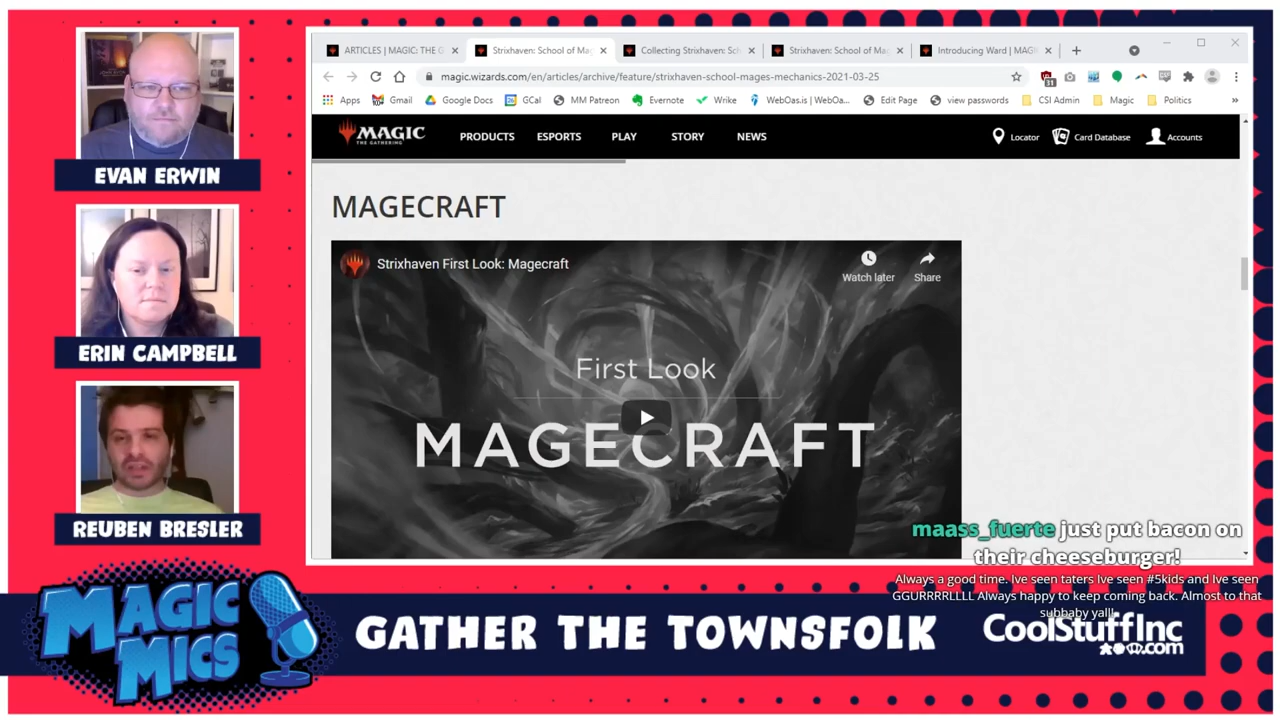 EVAN ERWIN
ERIN CAMPBELL
REUBEN BRESLER
MAGIC
MICS
ARTICLES | MAGIC: THE G
Strixhaven: School of Mag
Collecting Strixhaven: Sch
Strixhaven: School of Mag
Introducing Ward | MAGI
magic.wizards.com/en/articles/archive/feature/strixhaven-school-mages-mechanics-2021-03-25
31
Apps Gmail Google Docs GCal MM Patreon Evernote Wrike WebOas.is | WebOa... Edit Page view passwords CSI Admin Magic Politics
MAGIC
THE GATHERING
PRODUCTS ESPORTS PLAY STORY NEWS Locator Card Database Accounts
MAGECRAFT
Strixhaven First Look: Magecraft
Watch later
Share
First Look
MAGECRAFT
maass_fuerte just put bacon on
their cheeseburger!
Always a good time. Ive seen taters Ive seen #5kids and Ive seen
GGURRRRLLLL Always happy to keep coming back. Almost to that
subbaby yall!
GATHER THE TOWNSFOLK
CoolStuffInc
.com